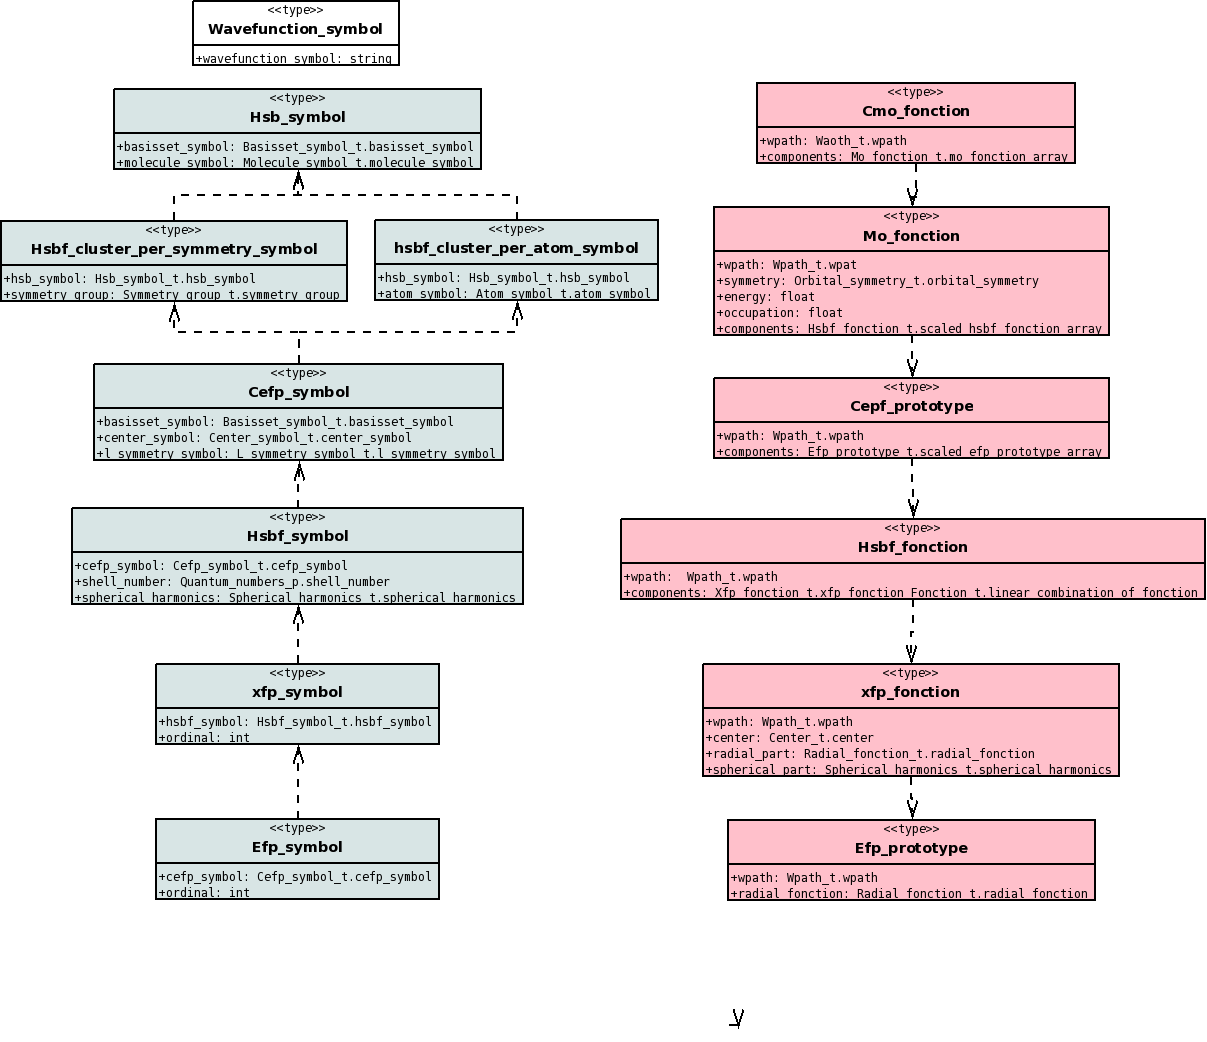 <<type>>
Wavefunction_symbol
+wavefunction_symbol: string
<<type>>
Hsb_symbol
+basisset_symbol: Basisset_symbol_t.basisset_symbol
+molecule_symbol: Molecule_symbol_t.molecule_symbol
<<type>>
Hsbf_cluster_per_symmetry_symbol
+hsb_symbol: Hsb_symbol_t.hsb_symbol
+symmetry_group: Symmetry_group_t.symmetry_group
<<type>>
hsbf_cluster_per_atom_symbol
+hsb_symbol: Hsb_symbol_t.hsb_symbol
+atom_symbol: Atom_symbol_t.atom_symbol
<<type>>
Cefp_symbol
+basisset_symbol: Basisset_symbol_t.basisset_symbol
+center_symbol: Center_symbol_t.center_symbol
+l_symmetry_symbol: L_symmetry_symbol_t.l_symmetry_symbol
<<type>>
Hsbf_symbol
+cefp_symbol: Cefp_symbol_t.cefp_symbol
+shell_number: Quantum_numbers_p.shell_number
+spherical_harmonics: Spherical_harmonics_t.spherical_harmonics
<<type>>
xfp_symbol
+hsbf_symbol: Hsbf_symbol_t.hsbf_symbol
+ordinal: int
<<type>>
Efp_symbol
+cefp_symbol: Cefp_symbol_t.cefp_symbol
+ordinal: int
<<type>>
Cmo_fonction
+wpath: Waoth_t.wpath
+components: Mo_fonction_t.mo_fonction_array
<<type>>
Mo_fonction
+wpath: Wpath_t.wpat
+symmetry: Orbital_symmetry_t.orbital_symmetry
+energy: float
+occupation: float
+components: Hsbf_fonction_t.scaled_hsbf_fonction_array
<<type>>
Cepf_prototype
+wpath: Wpath_t.wpath
+components: Efp_prototype_t.scaled_efp_prototype_array
<<type>>
Hsbf_fonction
+wpath:  Wpath_t.wpath
+components: Xfp_fonction_t.xfp_fonction Fonction_t.linear_combination_of_fonction
<<type>>
xfp_fonction
+wpath: Wpath_t.wpath
+center: Center_t.center
+radial_part: Radial_fonction_t.radial_fonction
+spherical_part: Spherical_harmonics_t.spherical_harmonics
<<type>>
Efp_prototype
+wpath: Wpath_t.wpath
+radial_fonction: Radial_fonction_t.radial_fonction